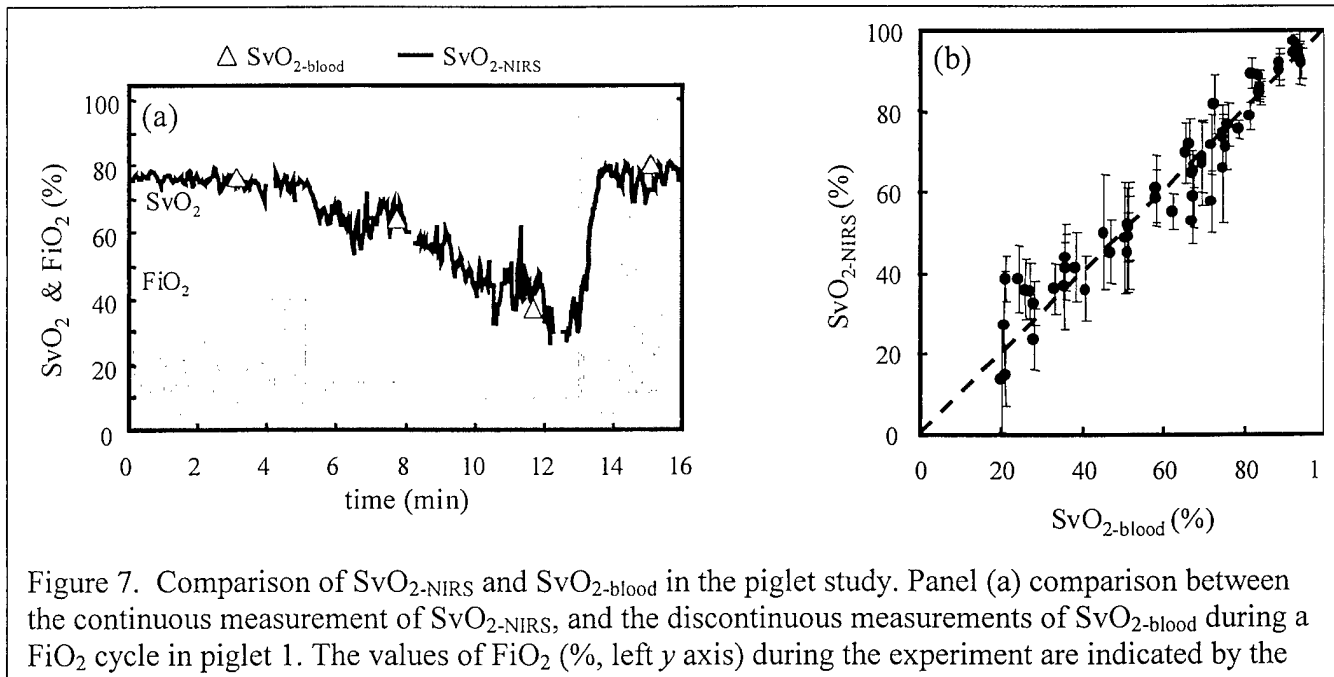 △ SvO2-blood — SvO2-NIRS
(a)
100
80
60
40
20
0
SvO2 & FiO2 (%)
SvO2
FiO2
0 2 4 6 8 10 12 14 16
time (min)
(b)
100
80
60
40
20
0
SvO2-NIRS (%)
0 20 40 60 80 1
SvO2-blood (%)
Figure 7. Comparison of SvO2-NIRS and SvO2-blood in the piglet study. Panel (a) comparison between
the continuous measurement of SvO2-NIRS, and the discontinuous measurements of SvO2-blood during a
FiO2 cycle in piglet 1. The values of FiO2 (%, left y axis) during the experiment are indicated by the